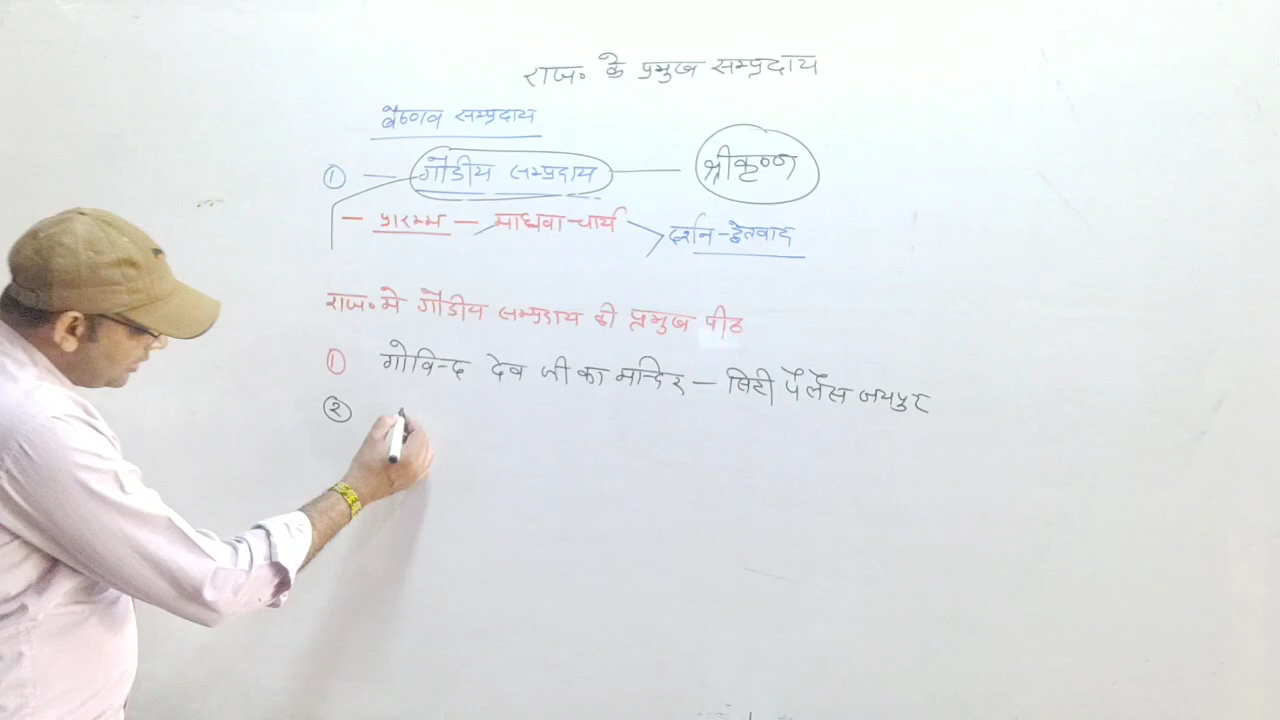 राज० के प्रमुख सम्प्रदाय
वैष्णव सम्प्रदाय
① — गौडीय सम्प्रदाय — श्रीकृष्ण
— प्रारम्भ — माधवाचार्य
दर्शन - द्वेतवाद
राज० मे गौडीय सम्प्रदाय की प्रमुख पीठ
① गोविन्द देव जी का मन्दिर — सिटी पैलेस जयपुर
②